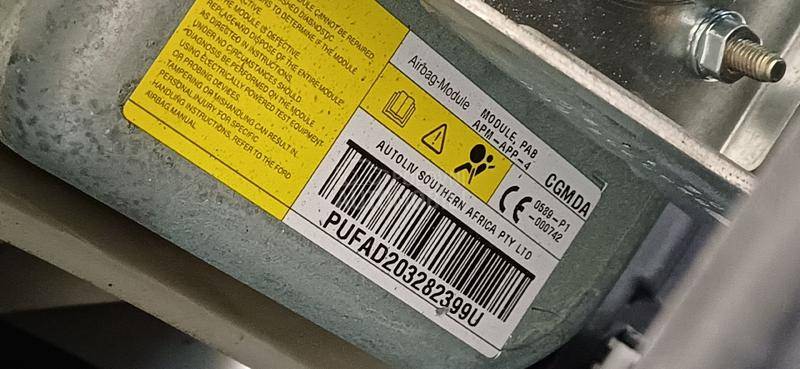 MODULE CANNOT BE REPAIRED,
DIAGNOSTIC
TO DETERMINE IF THE MODULE
THE MODULE IS DEFECTIVE.
REPLACE AND DISPOSE OF THE ENTIRE MODULE
AS DIRECTED IN INSTRUCTIONS.
UNDER NO CIRCUMSTANCES SHOULD
DIAGNOSIS BE PERFORMED ON THE MODULE
USING ELECTRICALLY POWERED TEST EQUIPMENT
OR PROBING DEVICES.
TAMPERING OR MISHANDLING CAN RESULT IN
PERSONAL INJURY. FOR SPECIFIC
HANDLING INSTRUCTIONS, REFER TO THE FORD
AIRBAG MANUAL.
Airbag-Module
MODULE, PAB
APM-APP-4
CGMDA
0589-P1
-000742
AUTOLIV SOUTHERN AFRICA PTY LTD
PUFAD203282399U